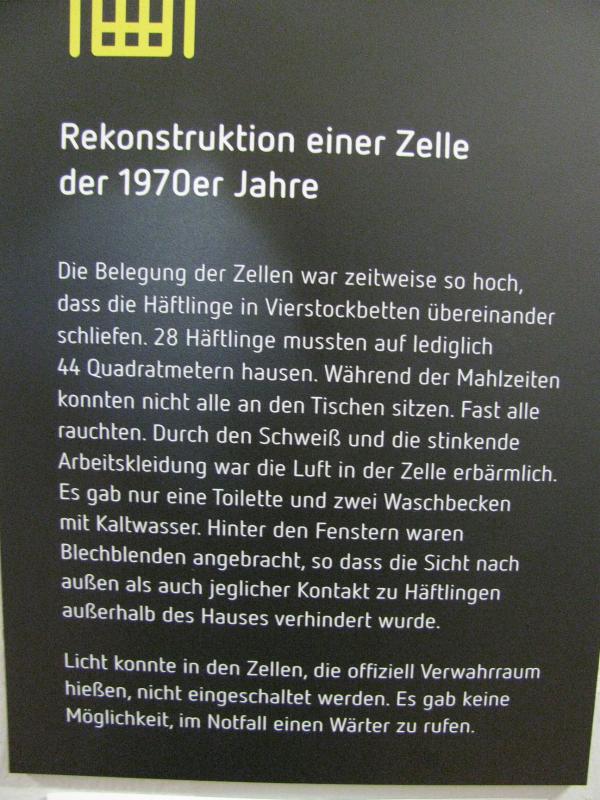 Rekonstruktion einer Zelle
der 1970er Jahre
Die Belegung der Zellen war zeitweise so hoch,
dass die Häftlinge in Vierstockbetten übereinander
schliefen. 28 Häftlinge mussten auf lediglich
44 Quadratmetern hausen. Während der Mahlzeiten
konnten nicht alle an den Tischen sitzen. Fast alle
rauchten. Durch den Schweiß und die stinkende
Arbeitskleidung war die Luft in der Zelle erbärmlich.
Es gab nur eine Toilette und zwei Waschbecken
mit Kaltwasser. Hinter den Fenstern waren
Blechblenden angebracht, so dass die Sicht nach
außen als auch jeglicher Kontakt zu Häftlingen
außerhalb des Hauses verhindert wurde.
Licht konnte in den Zellen, die offiziell Verwahrraum
hießen, nicht eingeschaltet werden. Es gab keine
Möglichkeit, im Notfall einen Wärter zu rufen.